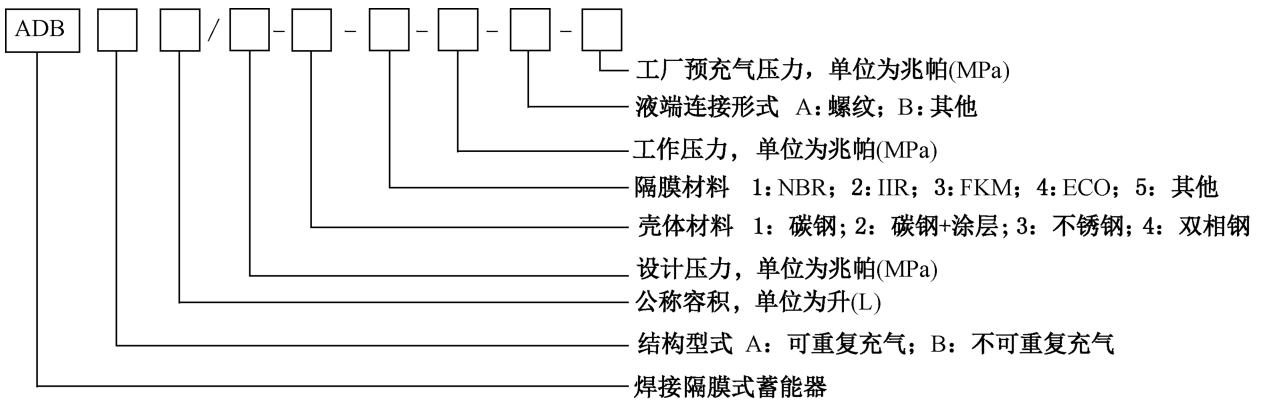 ADB / - - - - -
工厂预充气压力，单位为兆帕(MPa)
液端连接形式 A:螺纹；B:其他
工作压力，单位为兆帕(MPa)
隔膜材料 1:NBR；2:IIR；3:FKM；4:ECO；5：其他
壳体材料 1：碳钢；2：碳钢+涂层；3：不锈钢；4：双相钢
设计压力，单位为兆帕(MPa)
公称容积，单位为升(L)
结构型式 A：可重复充气；B：不可重复充气
焊接隔膜式蓄能器